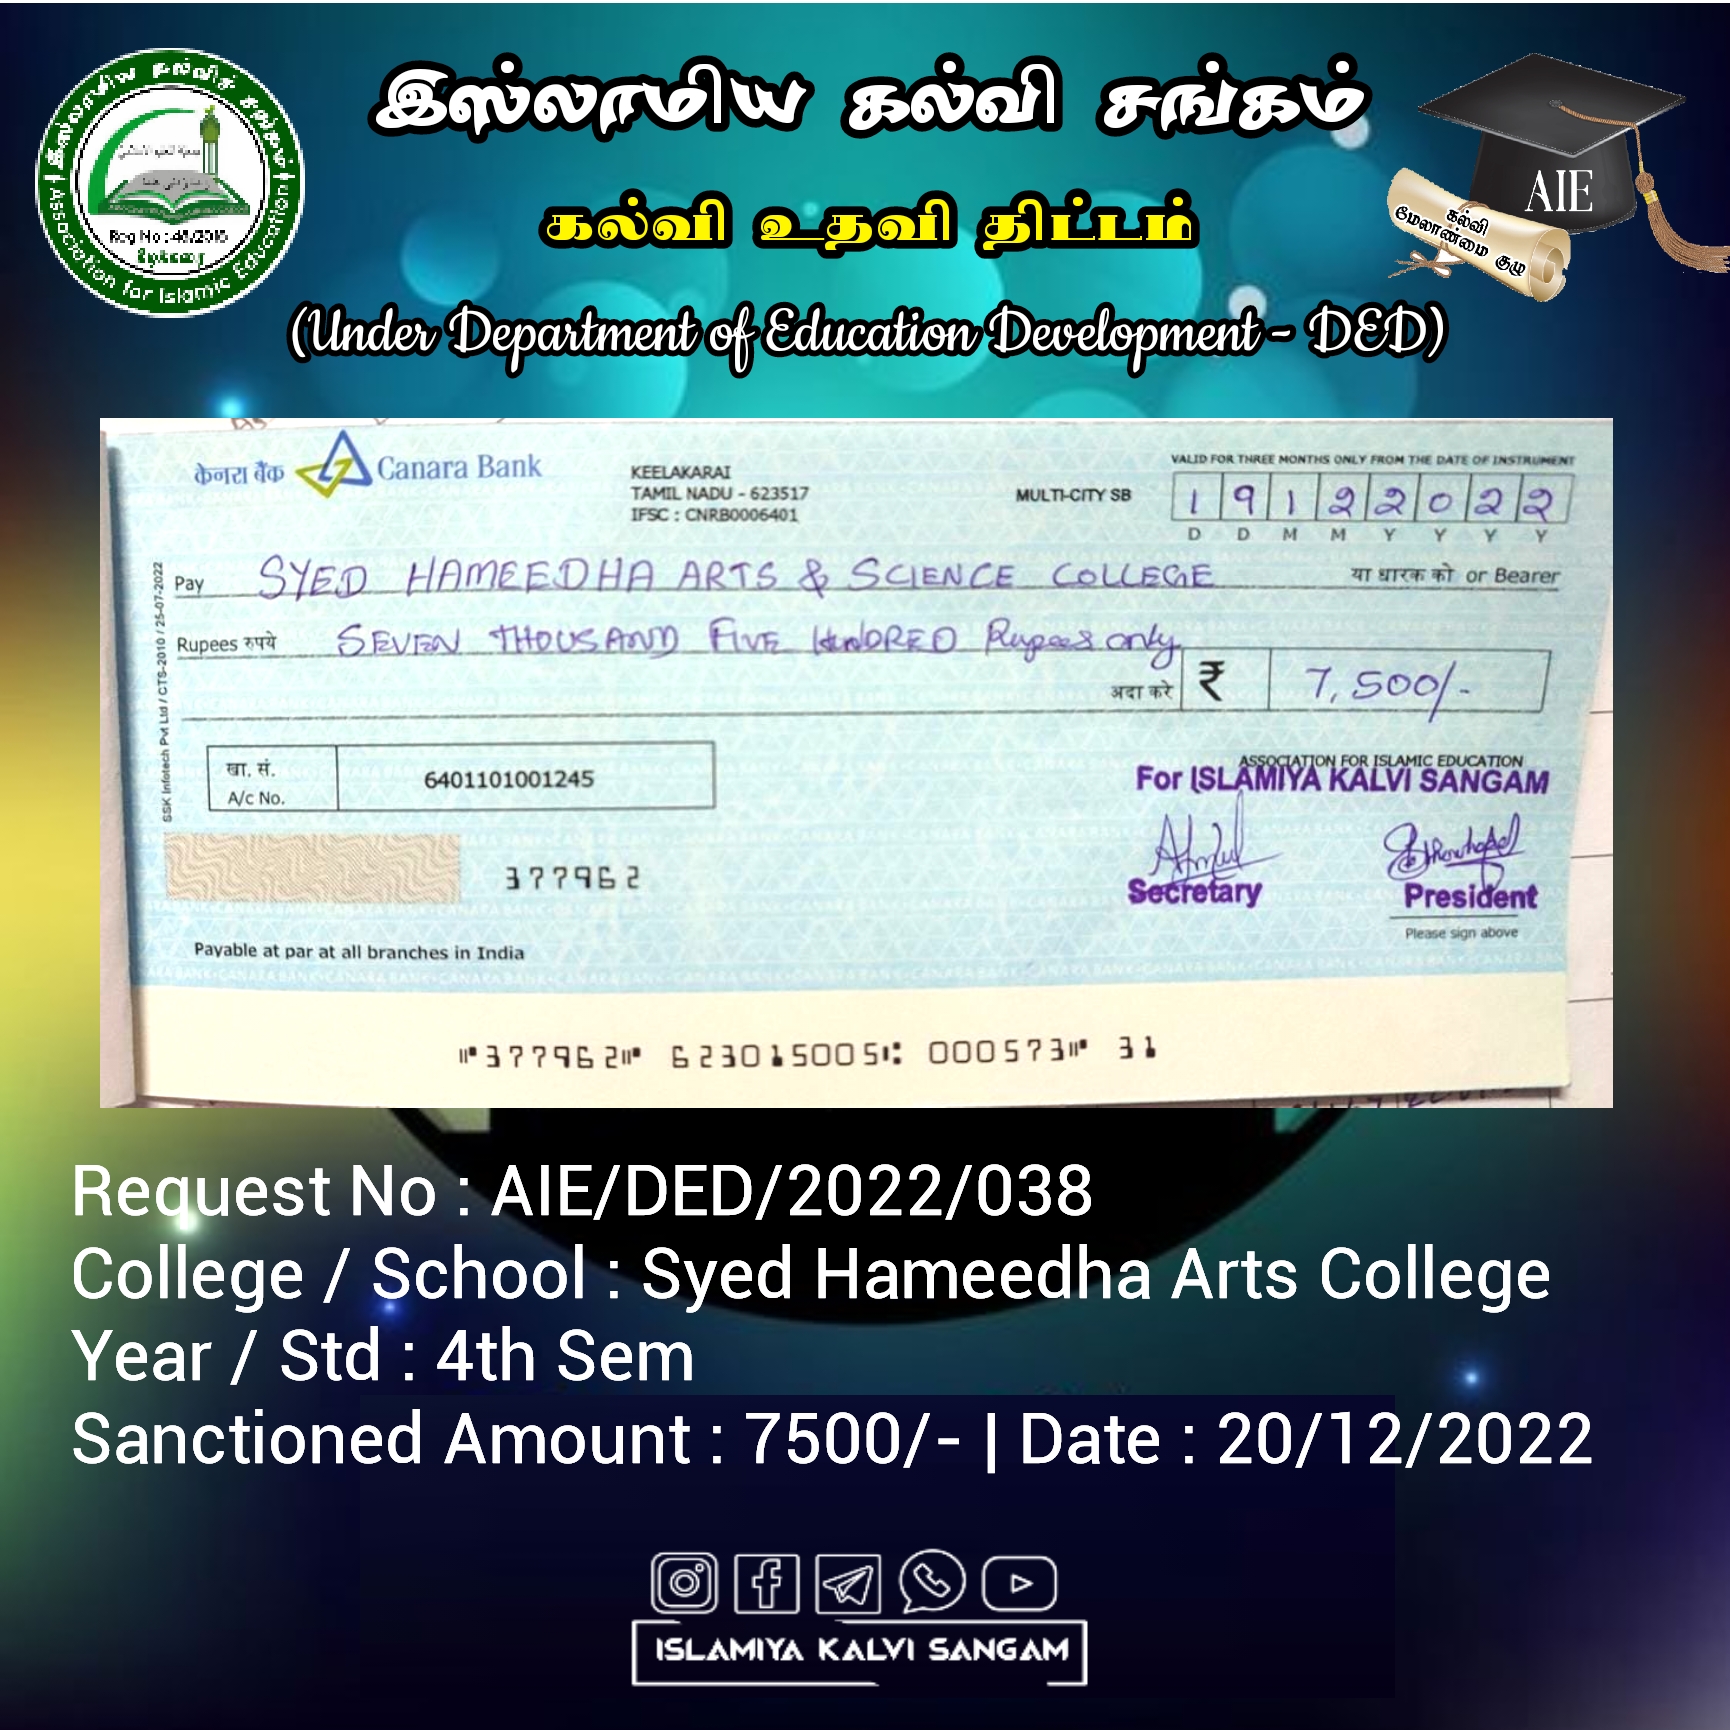 இஸ்லாமிய கல்வி சங்கம்
கல்வி உதவி திட்டம்
(Under Department of Education Development - DED)
இஸ்லாமிய கல்விச் சங்கம்
Association for Islamic Education
Reg No : 48/2016
கீழக்கரை
AIE
கல்வி
மேலாண்மை குழு
केनरा बैंक Canara Bank
KEELAKARAI
TAMIL NADU - 623517
IFSC : CNRB0006401
MULTI-CITY SB
VALID FOR THREE MONTHS ONLY FROM THE DATE OF INSTRUMENT
1 9 1 2 2 0 2 2
D D M M Y Y Y Y
Pay SYED HAMEEDHA ARTS & SCIENCE COLLEGE या धारक को or Bearer
Rupees रुपये SEVEN THOUSAND FIVE HUNDRED Rupees only
अदा करे ₹ 7,500/-
SSK Infotech Pvt Ltd / CTS-2010 / 25-07-2022
खा. सं.
A/c No. 6401101001245
ASSOCIATION FOR ISLAMIC EDUCATION
For ISLAMIYA KALVI SANGAM
377962
Secretary President
Please sign above
Payable at par at all branches in India
⑈377962⑈ 623015005⑆ 000573⑈ 31
Request No : AIE/DED/2022/038
College / School : Syed Hameedha Arts College
Year / Std : 4th Sem
Sanctioned Amount : 7500/- | Date : 20/12/2022
ISLAMIYA KALVI SANGAM